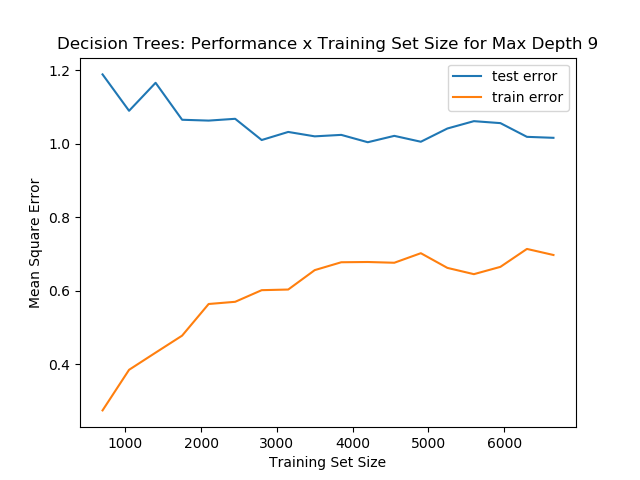 Decision Trees: Performance x Training Set Size for Max Depth 9
test error
train error
1.2
1.0
0.8
0.6
0.4
Mean Square Error
1000
2000
3000
4000
5000
6000
Training Set Size